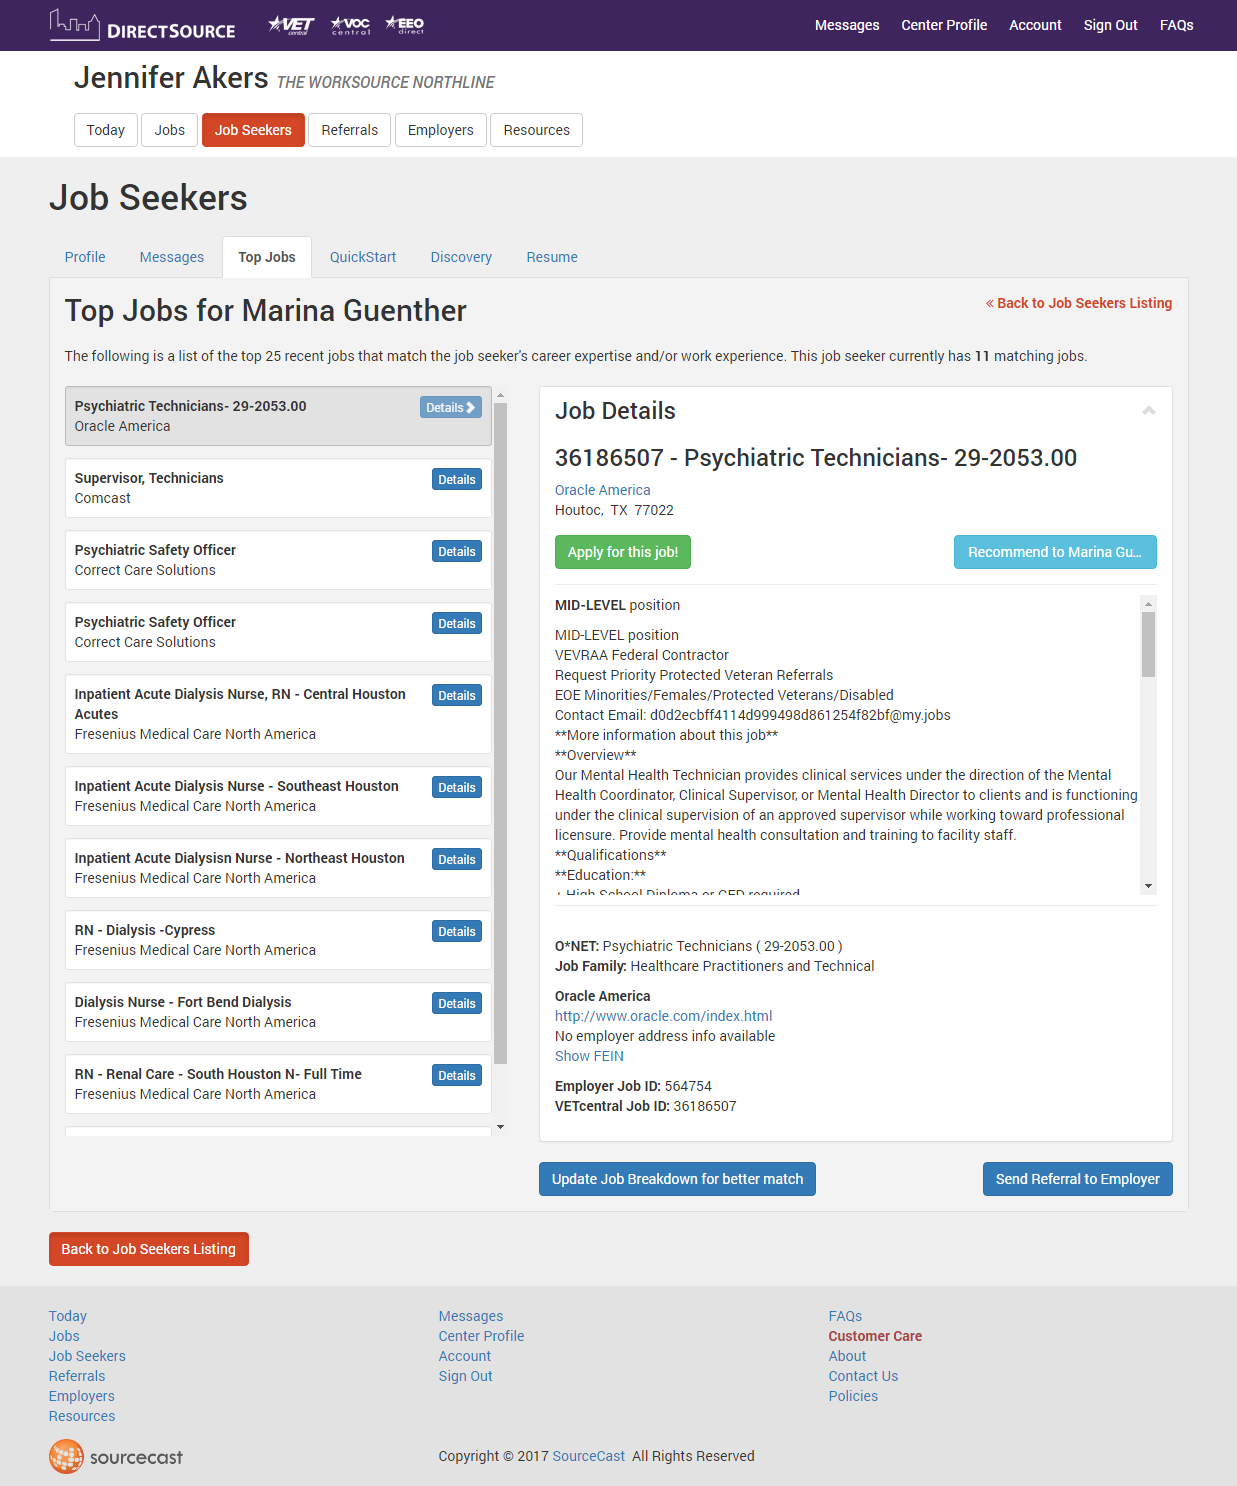 DIRECTSOURCE VET central VOC central EEO direct Messages Center Profile Account Sign Out FAQs
Jennifer Akers THE WORKSOURCE NORTHLINE
Today Jobs Job Seekers Referrals Employers Resources
Job Seekers
Profile Messages Top Jobs QuickStart Discovery Resume
Top Jobs for Marina Guenther
« Back to Job Seekers Listing
The following is a list of the top 25 recent jobs that match the job seeker's career expertise and/or work experience. This job seeker currently has 11 matching jobs.
Psychiatric Technicians- 29-2053.00 Details
Oracle America
Supervisor, Technicians Details
Comcast
Psychiatric Safety Officer Details
Correct Care Solutions
Psychiatric Safety Officer Details
Correct Care Solutions
Inpatient Acute Dialysis Nurse, RN - Central Houston Details
Acutes
Fresenius Medical Care North America
Inpatient Acute Dialysis Nurse - Southeast Houston Details
Fresenius Medical Care North America
Inpatient Acute Dialysisn Nurse - Northeast Houston Details
Fresenius Medical Care North America
RN - Dialysis -Cypress Details
Fresenius Medical Care North America
Dialysis Nurse - Fort Bend Dialysis Details
Fresenius Medical Care North America
RN - Renal Care - South Houston N- Full Time Details
Fresenius Medical Care North America
Job Details
36186507 - Psychiatric Technicians- 29-2053.00
Oracle America
Houtoc, TX 77022
Apply for this job! Recommend to Marina Gu...
MID-LEVEL position
MID-LEVEL position
VEVRAA Federal Contractor
Request Priority Protected Veteran Referrals
EOE Minorities/Females/Protected Veterans/Disabled
Contact Email: d0d2ecbff4114d999498d861254f82bf@my.jobs
**More information about this job**
**Overview**
Our Mental Health Technician provides clinical services under the direction of the Mental
Health Coordinator, Clinical Supervisor, or Mental Health Director to clients and is functioning
under the clinical supervision of an approved supervisor while working toward professional
licensure. Provide mental health consultation and training to facility staff.
**Qualifications**
**Education:**
+ High School Diploma or GED required
O*NET: Psychiatric Technicians ( 29-2053.00 )
Job Family: Healthcare Practitioners and Technical
Oracle America
http://www.oracle.com/index.html
No employer address info available
Show FEIN
Employer Job ID: 564754
VETcentral Job ID: 36186507
Update Job Breakdown for better match Send Referral to Employer
Back to Job Seekers Listing
Today
Jobs
Job Seekers
Referrals
Employers
Resources
Messages
Center Profile
Account
Sign Out
FAQs
Customer Care
About
Contact Us
Policies
sourcecast
Copyright © 2017 SourceCast All Rights Reserved